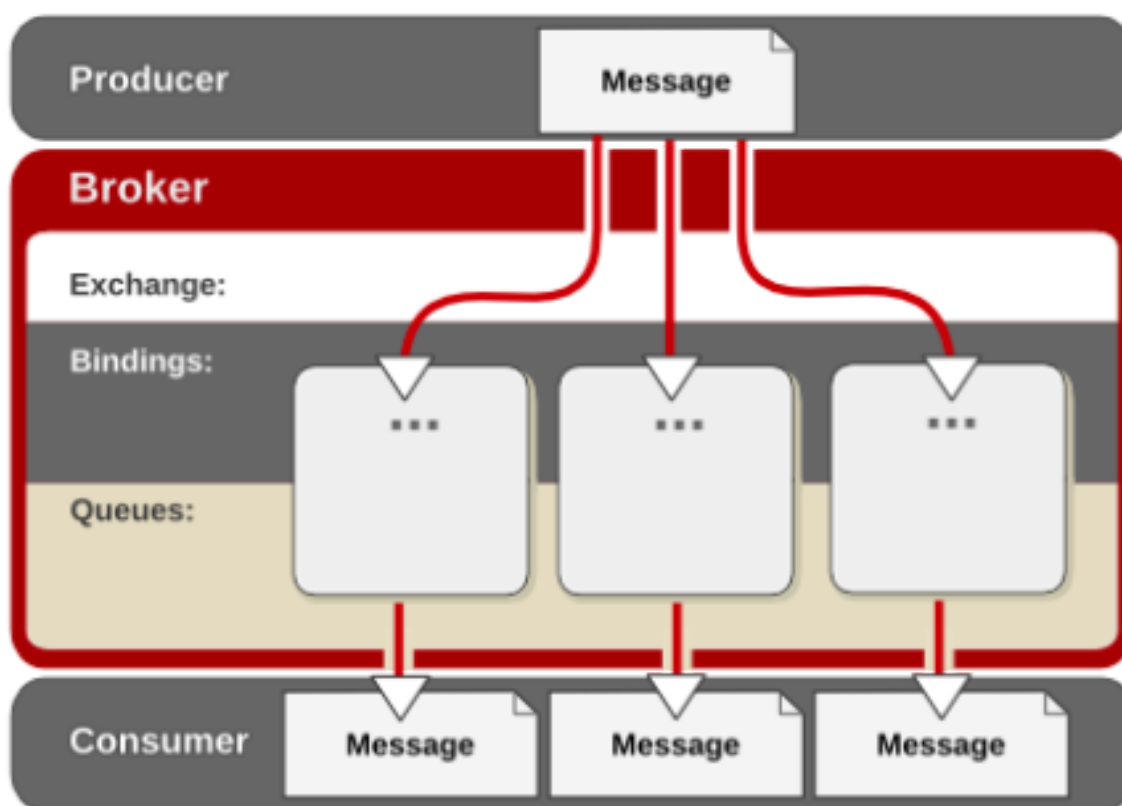 Producer
Message
Broker
Exchange:
Bindings:
... ... ...
Queues:
Consumer
Message Message Message